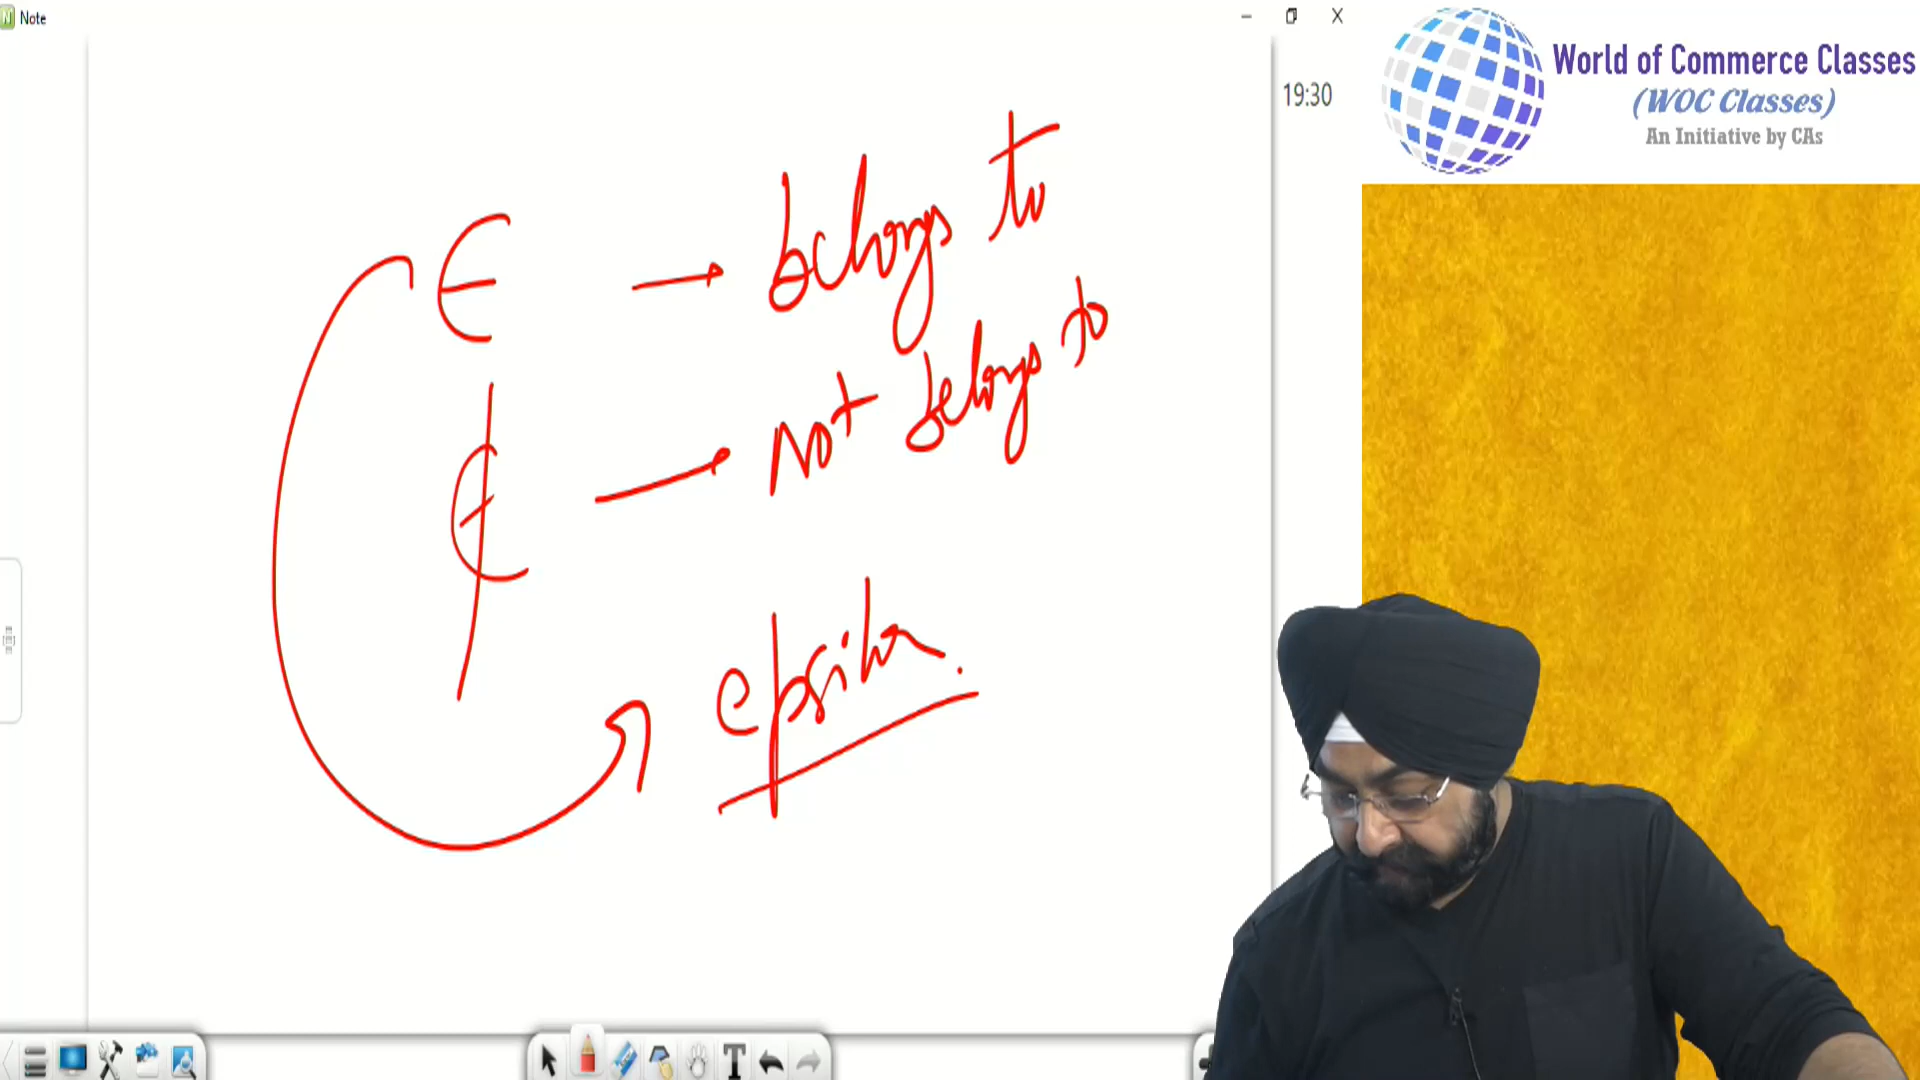 Note
19:30
World of Commerce Classes
(WOC Classes)
An Initiative by CAs
∈ → belongs to
∉ → not belongs to
epsilon.
T